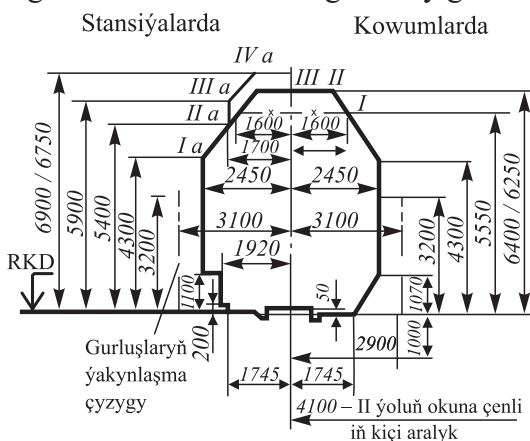 Stansiýalarda Kowumlarda
IV a
III a III II
II a I
1600 1600
I a 1700
2450 2450
3100 3100
1920
6900 / 6750
5900
5400
4300
3200
3200
4300
5550
6400 / 6250
RKD
1100
200
50
1070
1000
2900
Gurluşlaryň
ýakynlaşma
çyzygy
1745 1745
4100 – II ýoluň okuna çenli
iň kiçi aralyk